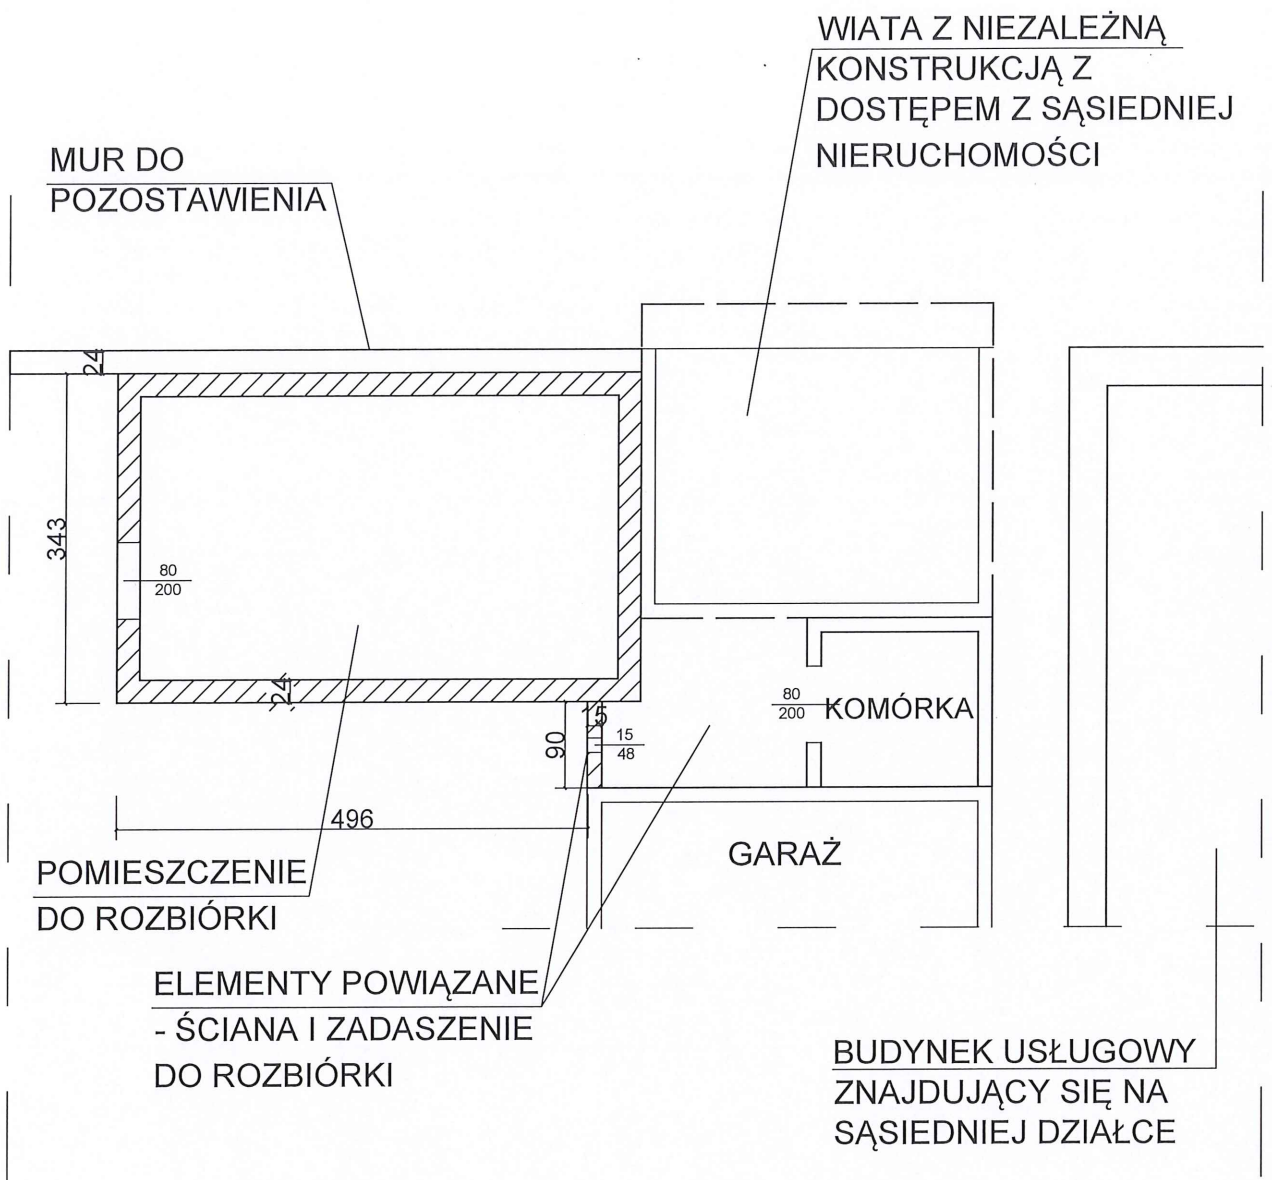 WIATA Z NIEZALEŻNĄ
KONSTRUKCJĄ Z
DOSTĘPEM Z SĄSIEDNIEJ
NIERUCHOMOŚCI
MUR DO
POZOSTAWIENIA
24
343
80
200
24
5
90
15
48
80
200
KOMÓRKA
496
GARAŻ
POMIESZCZENIE
DO ROZBIÓRKI
ELEMENTY POWIĄZANE
- ŚCIANA I ZADASZENIE
DO ROZBIÓRKI
BUDYNEK USŁUGOWY
ZNAJDUJĄCY SIĘ NA
SĄSIEDNIEJ DZIAŁCE